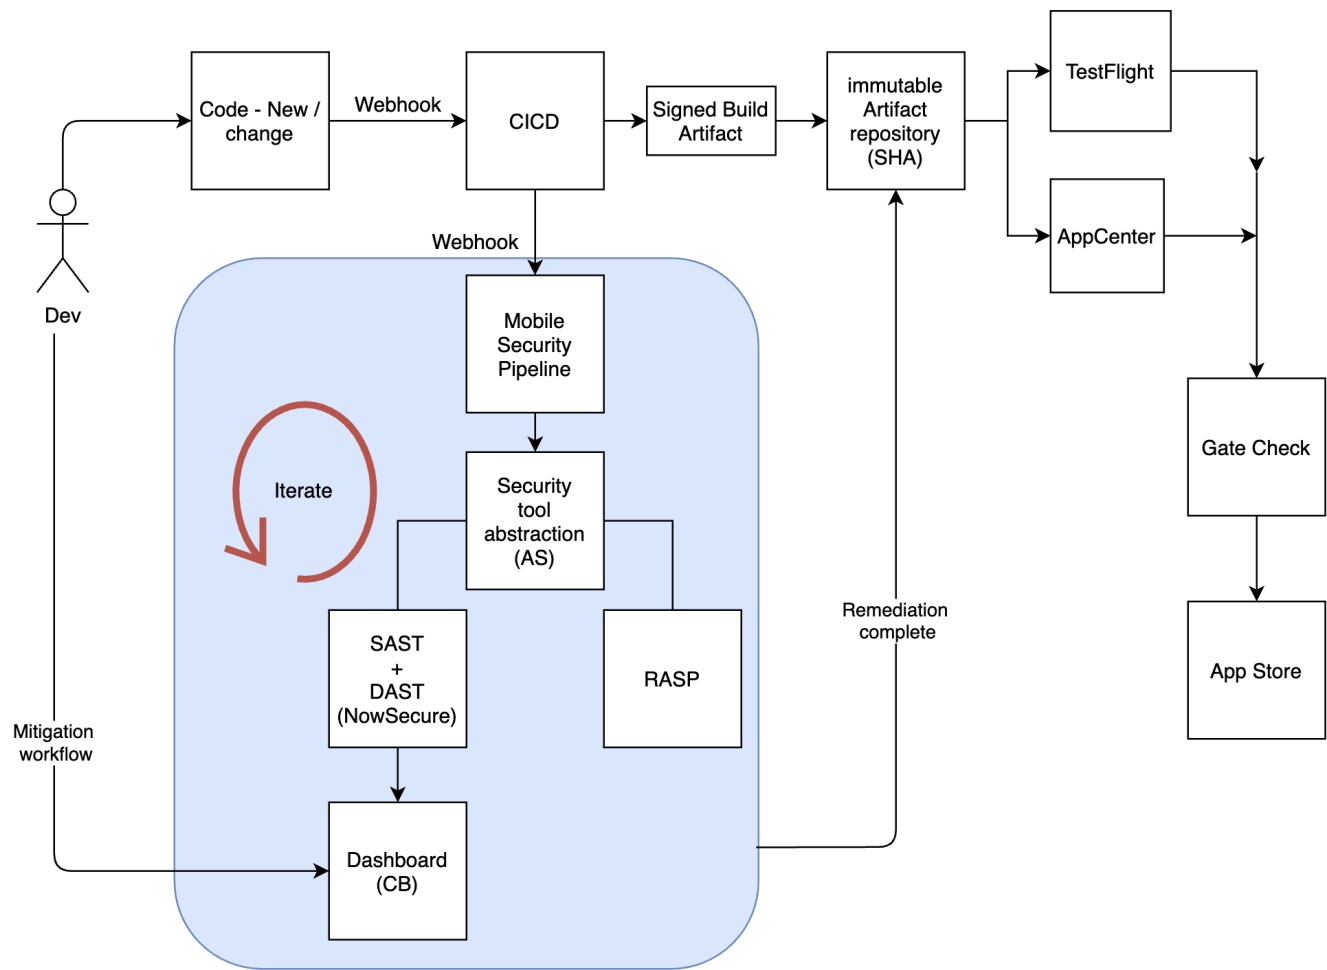 Code - New /
change
Webhook
CICD
Signed Build
Artifact
immutable
Artifact
repository
(SHA)
TestFlight
AppCenter
Dev
Webhook
Mobile
Security
Pipeline
Security
tool
abstraction
(AS)
Iterate
SAST
+
DAST
(NowSecure)
RASP
Dashboard
(CB)
Mitigation
workflow
Remediation
complete
Gate Check
App Store